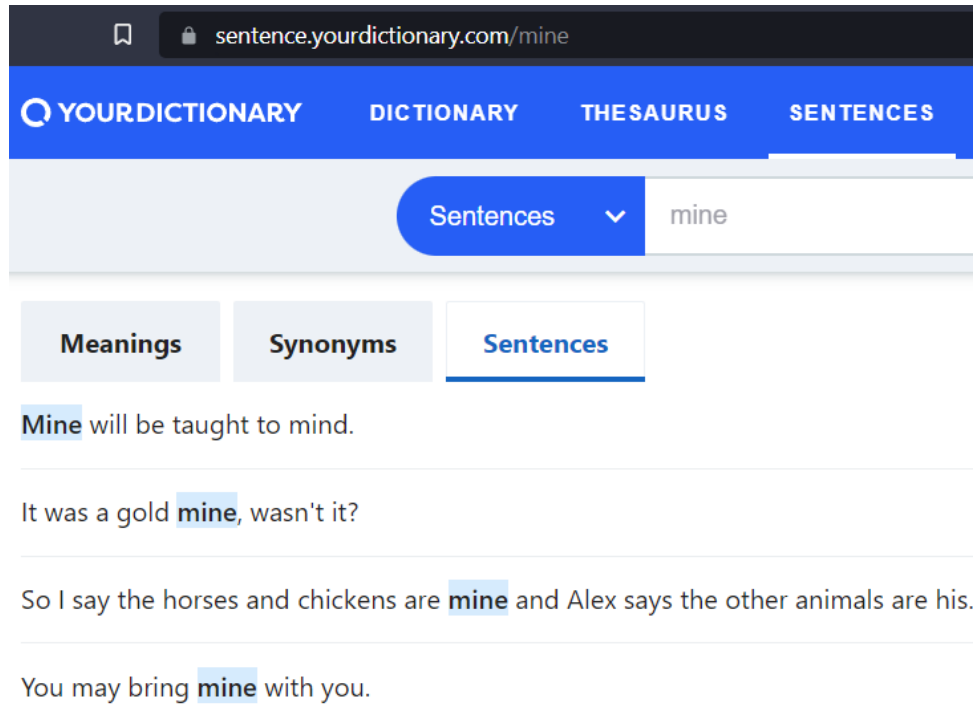 sentence.yourdictionary.com/mine
YOURDICTIONARY DICTIONARY THESAURUS SENTENCES
Sentences mine
Meanings Synonyms Sentences
Mine will be taught to mind.
It was a gold mine, wasn't it?
So I say the horses and chickens are mine and Alex says the other animals are his.
You may bring mine with you.